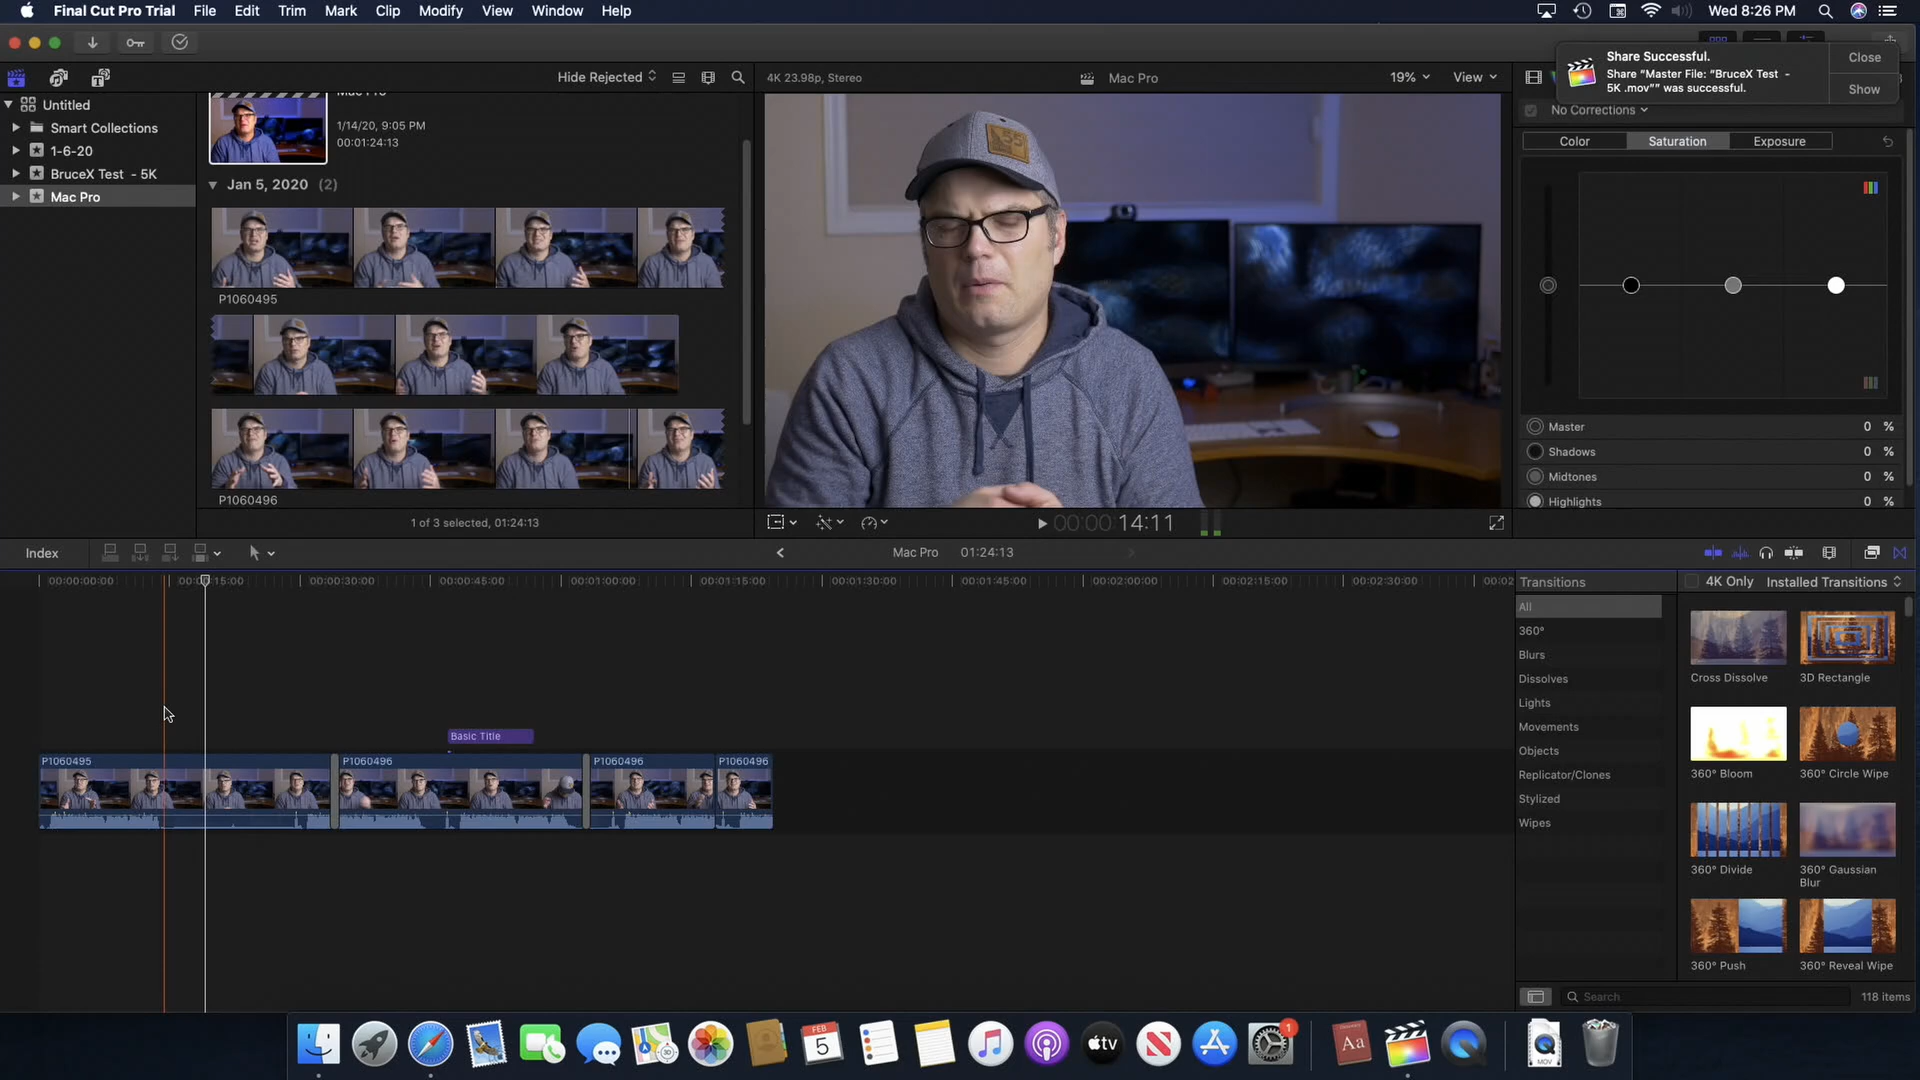 Final Cut Pro Trial File Edit Trim Mark Clip Modify View Window Help
Wed 8:26 PM
Share Successful.
Share "Master File: "BruceX Test -
5K .mov"" was successful.
Close
Show
Hide Rejected
4K 23.98p, Stereo
Mac Pro
19%
View
No Corrections
Untitled
Smart Collections
1-6-20
BruceX Test - 5K
Mac Pro
1/14/20, 9:05 PM
00:01:24:13
Jan 5, 2020 (2)
P1060495
P1060496
1 of 3 selected, 01:24:13
55
00:00:14:11
Color
Saturation
Exposure
Master 0 %
Shadows 0 %
Midtones 0 %
Highlights 0 %
Index
Mac Pro 01:24:13
00:00:00:00
00:00:30:00
00:00:45:00
00:01:00:00
00:01:15:00
00:01:30:00
00:01:45:00
00:02:00:00
00:02:15:00
00:02:30:00
Basic Title
P1060495
P1060496
P1060496
P1060496
Transitions
4K Only
Installed Transitions
All
360°
Blurs
Dissolves
Lights
Movements
Objects
Replicator/Clones
Stylized
Wipes
Cross Dissolve
3D Rectangle
360° Bloom
360° Circle Wipe
360° Divide
360° Gaussian
Blur
360° Push
360° Reveal Wipe
Search
118 items
FEB
5
tv
1
Aa
MOV